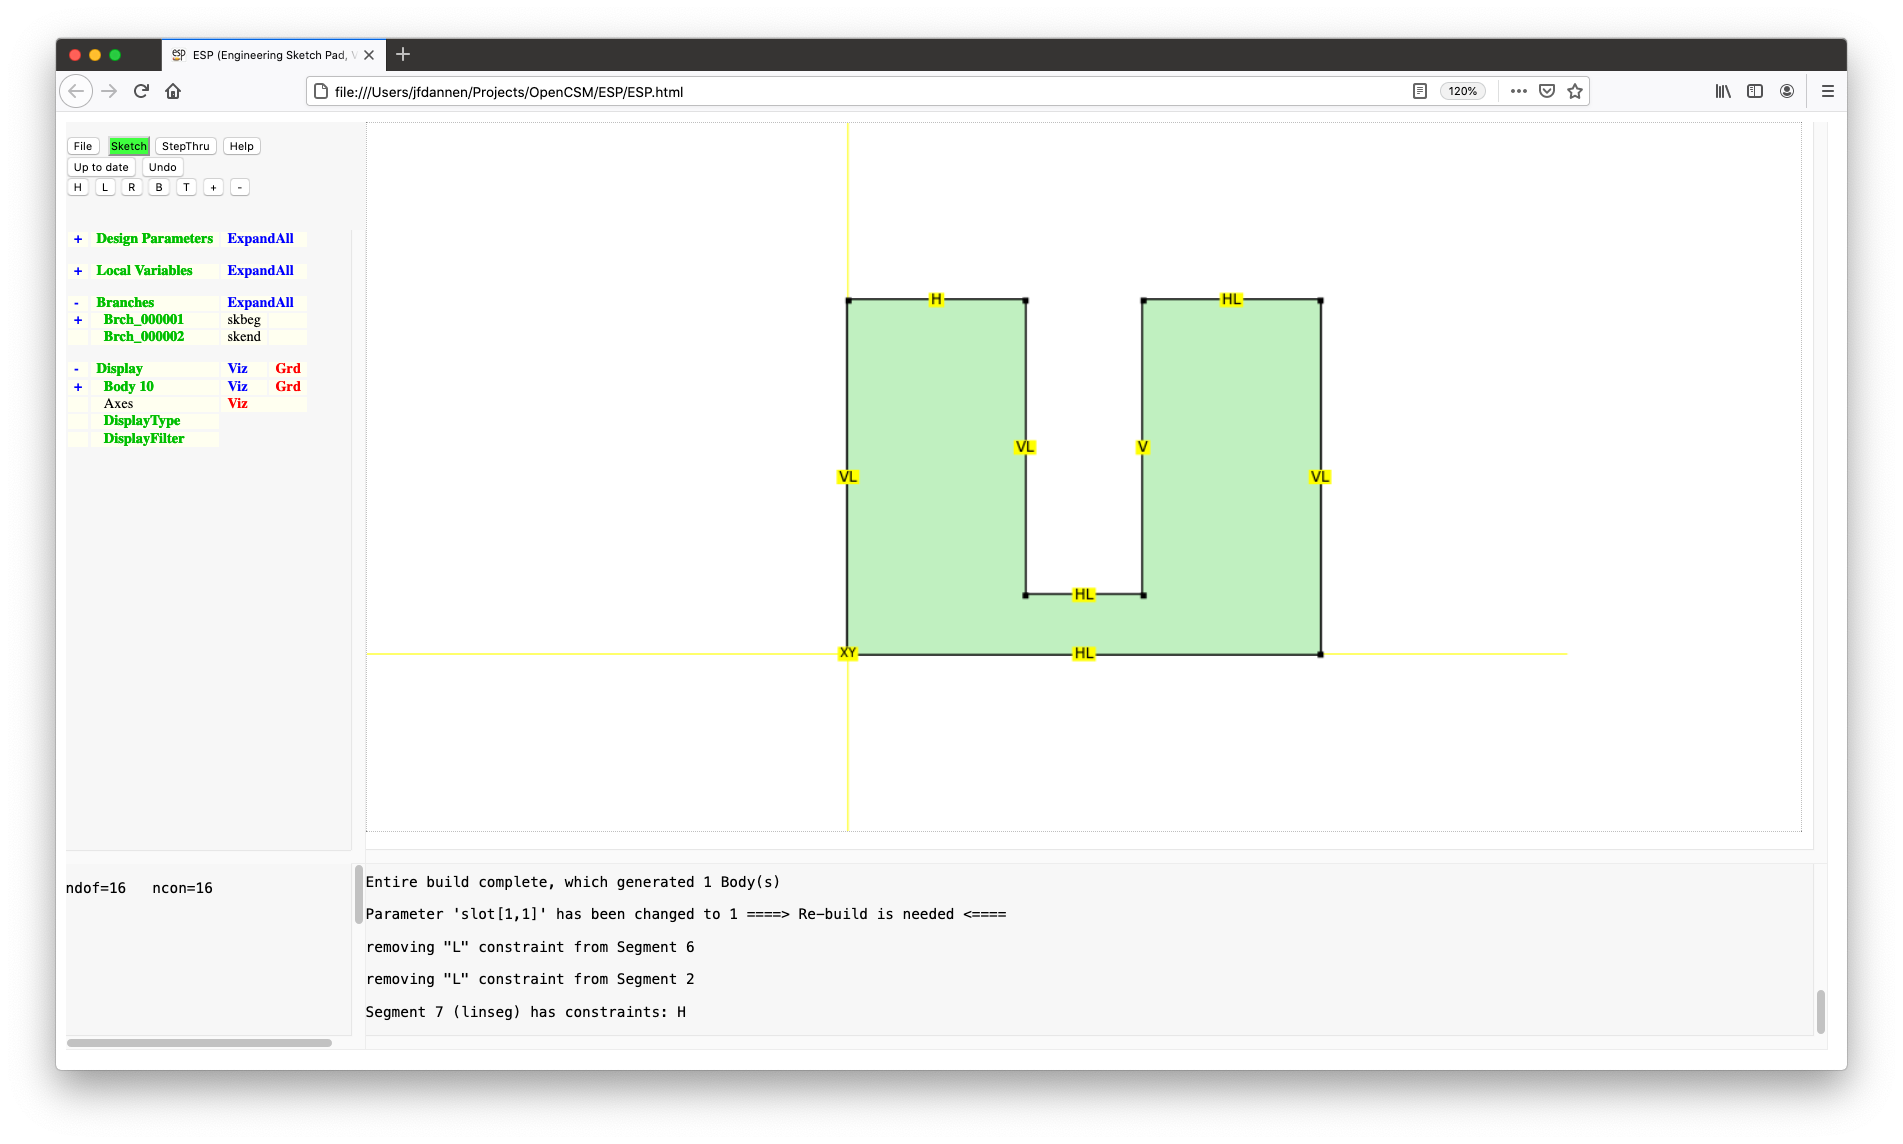 esp ESP (Engineering Sketch Pad, V
file:///Users/jfdannen/Projects/OpenCSM/ESP/ESP.html 120%
File Sketch StepThru Help
Up to date Undo
H L R B T + -
+ Design Parameters ExpandAll
+ Local Variables ExpandAll
- Branches ExpandAll
+ Brch_000001 skbeg
Brch_000002 skend
- Display Viz Grd
+ Body 10 Viz Grd
Axes Viz
DisplayType
DisplayFilter
H HL
VL V
VL VL
HL
XY HL
ndof=16 ncon=16
Entire build complete, which generated 1 Body(s)
Parameter 'slot[1,1]' has been changed to 1 ====> Re-build is needed <====
removing "L" constraint from Segment 6
removing "L" constraint from Segment 2
Segment 7 (linseg) has constraints: H